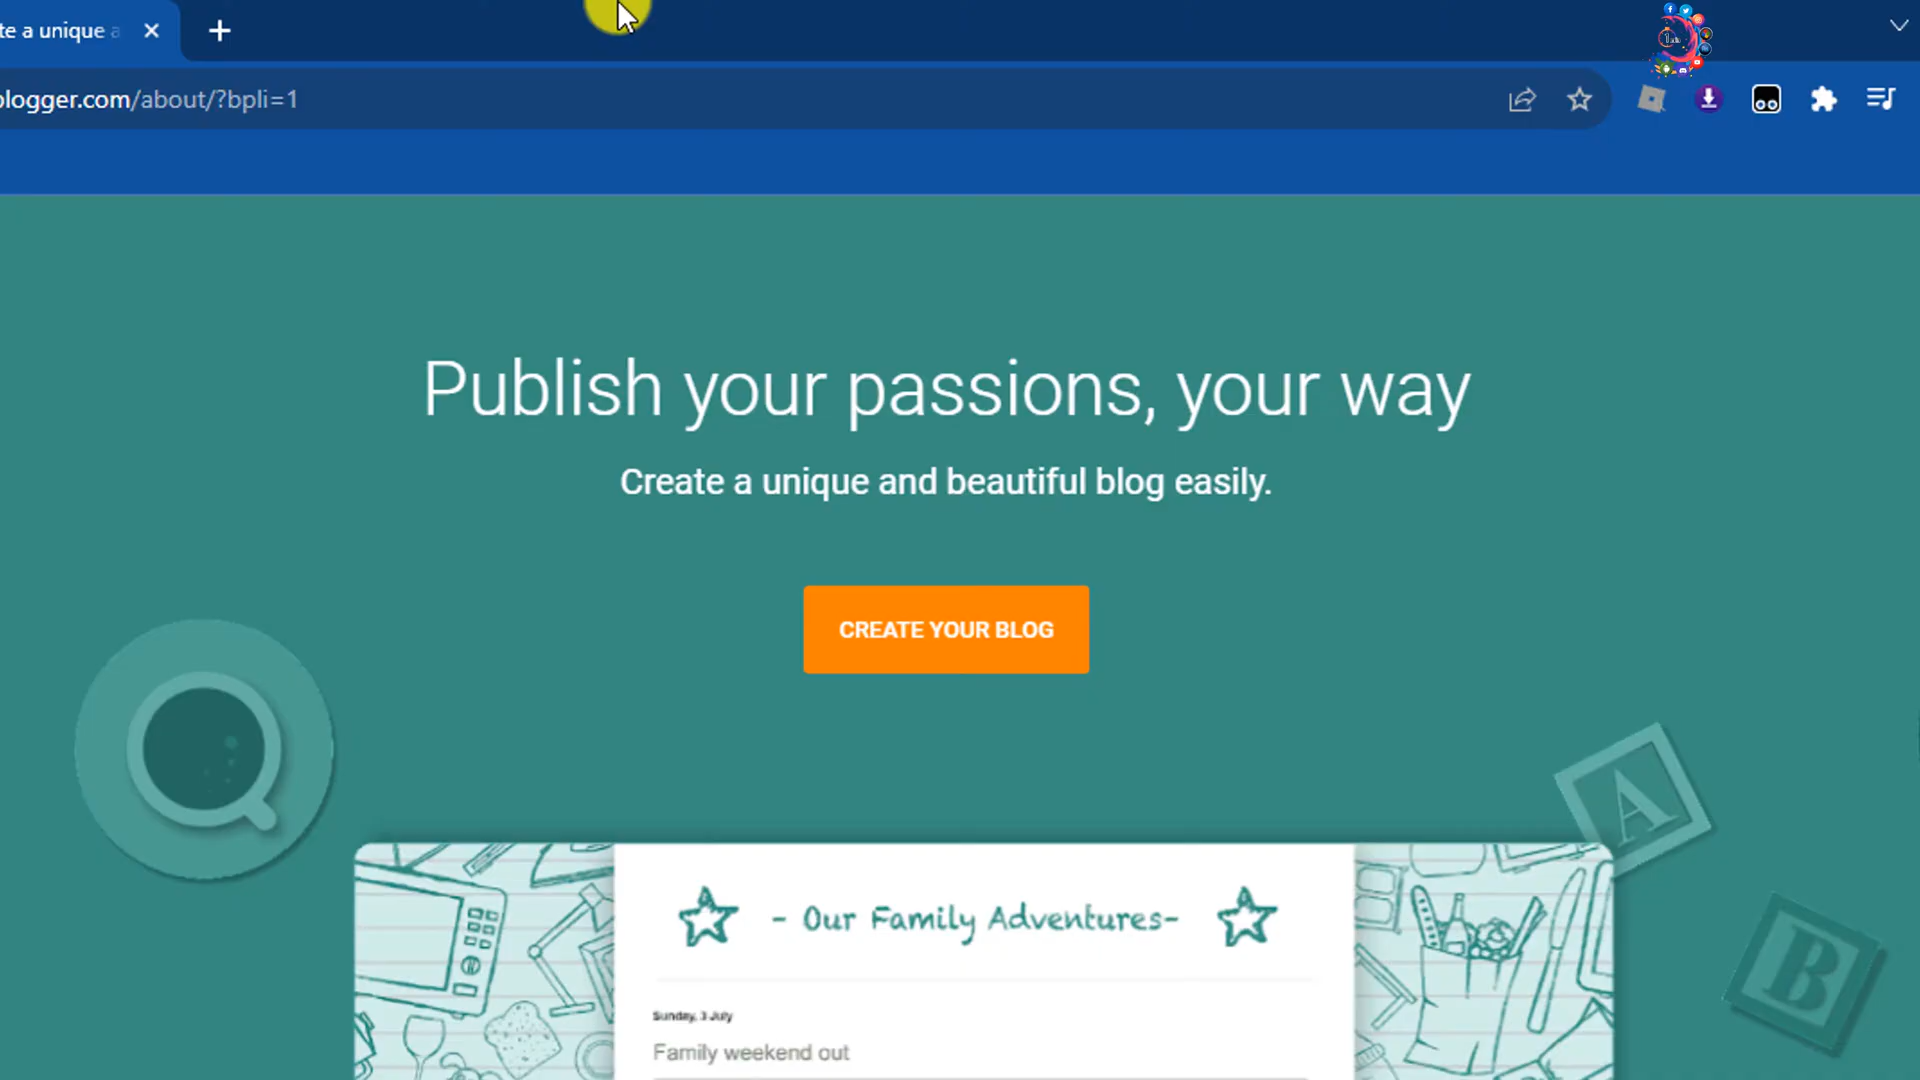 te a unique a
blogger.com/about/?bpli=1
Publish your passions, your way
Create a unique and beautiful blog easily.
CREATE YOUR BLOG
A
B
- Our Family Adventures-
Sunday, 3 July
Family weekend out